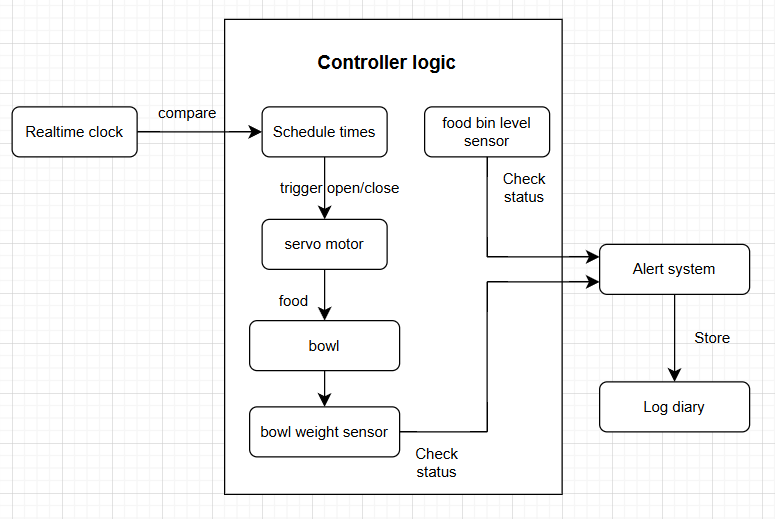 Controller logic
Realtime clock
compare
Schedule times
food bin level
sensor
trigger open/close
Check
status
servo motor
Alert system
food
Store
bowl
Log diary
bowl weight sensor
Check
status